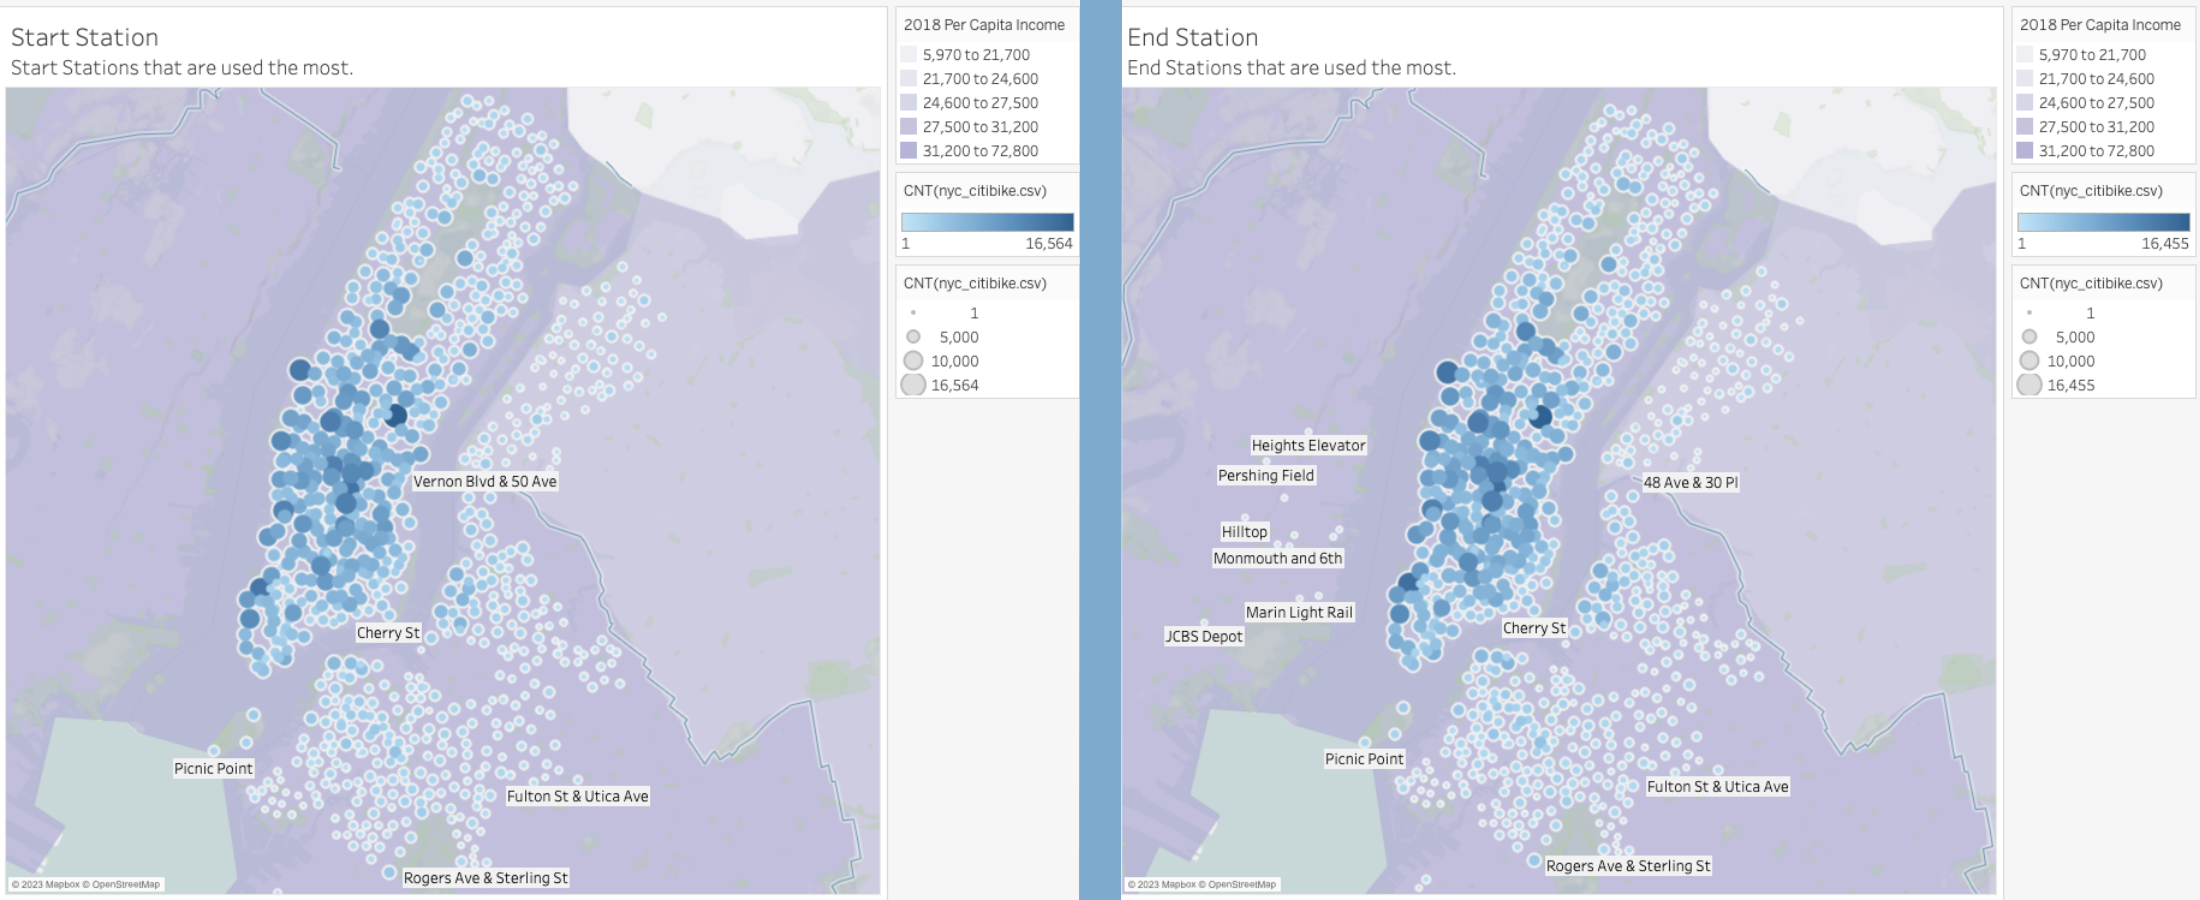 Start Station
Start Stations that are used the most.
Vernon Blvd & 50 Ave
Cherry St
Picnic Point
Fulton St & Utica Ave
Rogers Ave & Sterling St
© 2023 Mapbox © OpenStreetMap
2018 Per Capita Income
5,970 to 21,700
21,700 to 24,600
24,600 to 27,500
27,500 to 31,200
31,200 to 72,800
CNT(nyc_citibike.csv)
1 16,564
CNT(nyc_citibike.csv)
1
5,000
10,000
16,564
End Station
End Stations that are used the most.
Heights Elevator
Pershing Field
48 Ave & 30 Pl
Hilltop
Monmouth and 6th
Marin Light Rail
Cherry St
JCBS Depot
Picnic Point
Fulton St & Utica Ave
Rogers Ave & Sterling St
© 2023 Mapbox © OpenStreetMap
2018 Per Capita Income
5,970 to 21,700
21,700 to 24,600
24,600 to 27,500
27,500 to 31,200
31,200 to 72,800
CNT(nyc_citibike.csv)
1 16,455
CNT(nyc_citibike.csv)
1
5,000
10,000
16,455